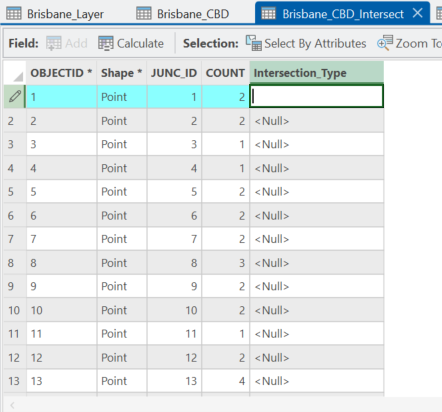 Brisbane_Layer Brisbane_CBD Brisbane_CBD_Intersect
Field: Add Calculate Selection: Select By Attributes Zoom To
OBJECTID * Shape * JUNC_ID COUNT Intersection_Type
1 Point 1 2
2 2 Point 2 2 <Null>
3 3 Point 3 1 <Null>
4 4 Point 4 1 <Null>
5 5 Point 5 2 <Null>
6 6 Point 6 2 <Null>
7 7 Point 7 2 <Null>
8 8 Point 8 3 <Null>
9 9 Point 9 2 <Null>
10 10 Point 10 2 <Null>
11 11 Point 11 1 <Null>
12 12 Point 12 2 <Null>
13 13 Point 13 4 <Null>